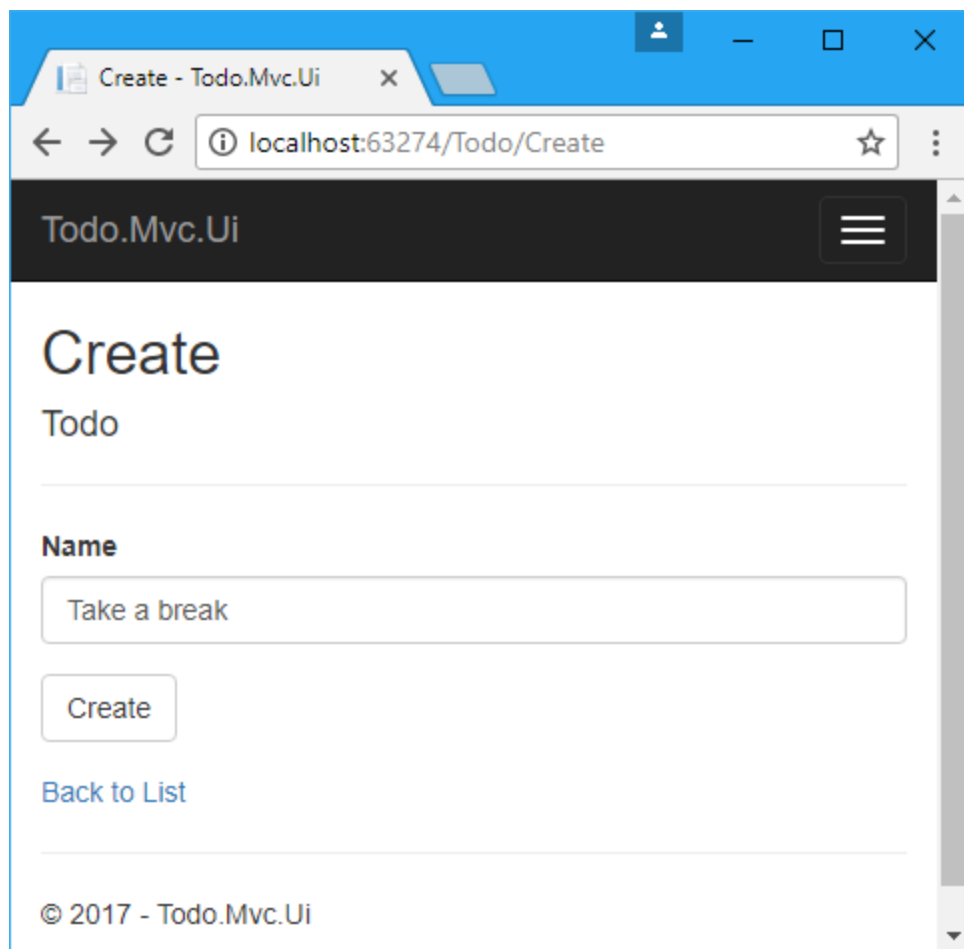 Create - Todo.Mvc.Ui
localhost:63274/Todo/Create
Todo.Mvc.Ui
Create
Todo
Name
Take a break
Create
Back to List
© 2017 - Todo.Mvc.Ui